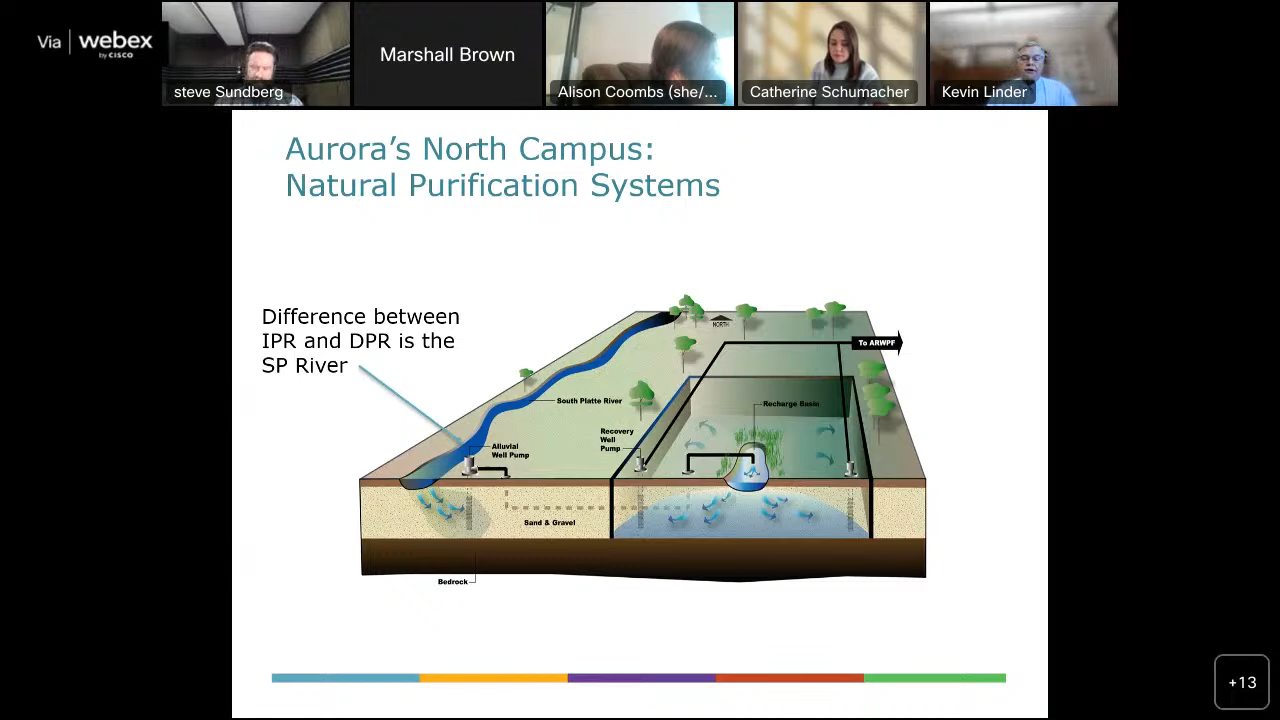 Via webex
by CISCO
steve Sundberg
Marshall Brown
Alison Coombs (she/...
Catherine Schumacher
Kevin Linder
Aurora’s North Campus:
Natural Purification Systems
Difference between
IPR and DPR is the
SP River
NORTH
To ARWPF
South Platte River
Recharge Basin
Recovery
Well
Pump
Alluvial
Well Pump
Sand & Gravel
Bedrock
+13